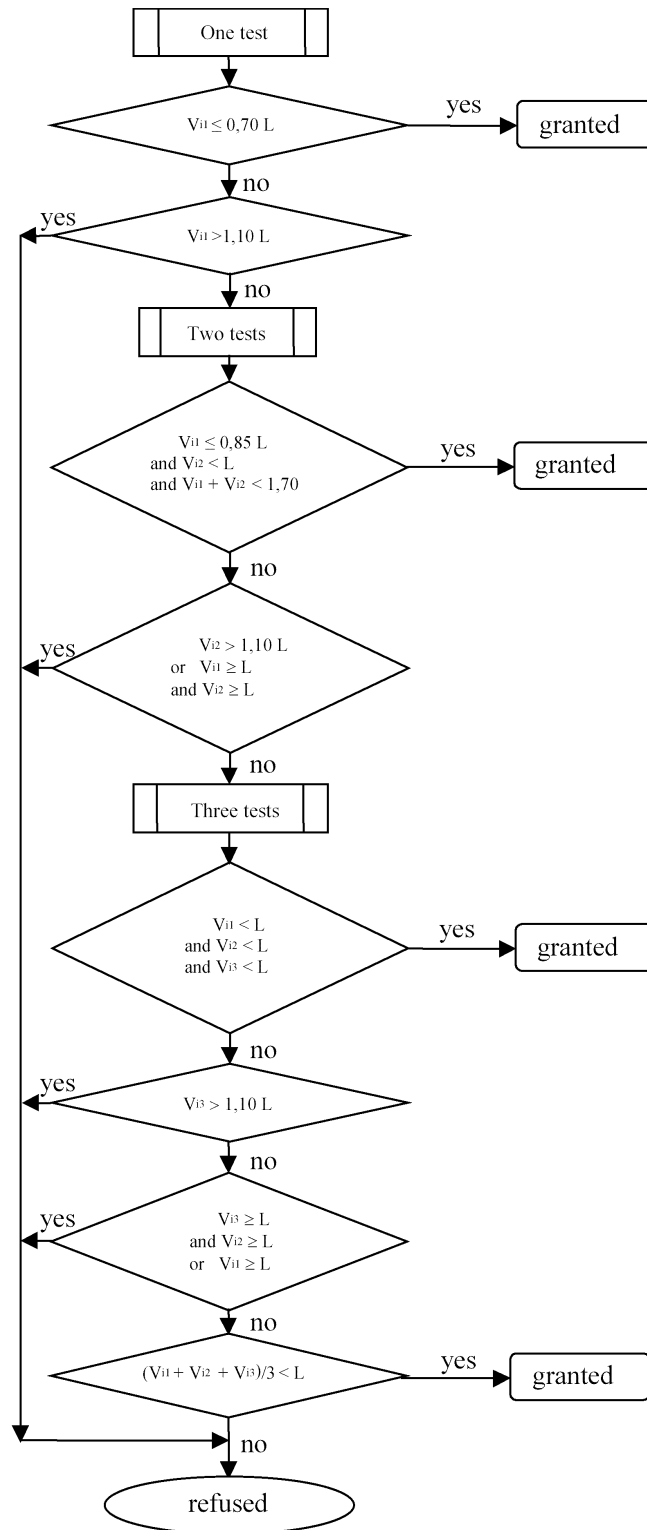 One test
Vi1 ≤ 0,70 L
yes
granted
no
yes
Vi1 >1,10 L
no
Two tests
Vi1 ≤ 0,85 L
and Vi2 < L
and Vi1 + Vi2 < 1,70
yes
granted
no
yes
Vi2 > 1,10 L
or Vi1 ≥ L
and Vi2 ≥ L
no
Three tests
Vi1 < L
and Vi2 < L
and Vi3 < L
yes
granted
no
yes
Vi3 > 1,10 L
no
yes
Vi3 ≥ L
and Vi2 ≥ L
or Vi1 ≥ L
no
(Vi1 + Vi2 + Vi3)/3 < L
yes
granted
no
refused